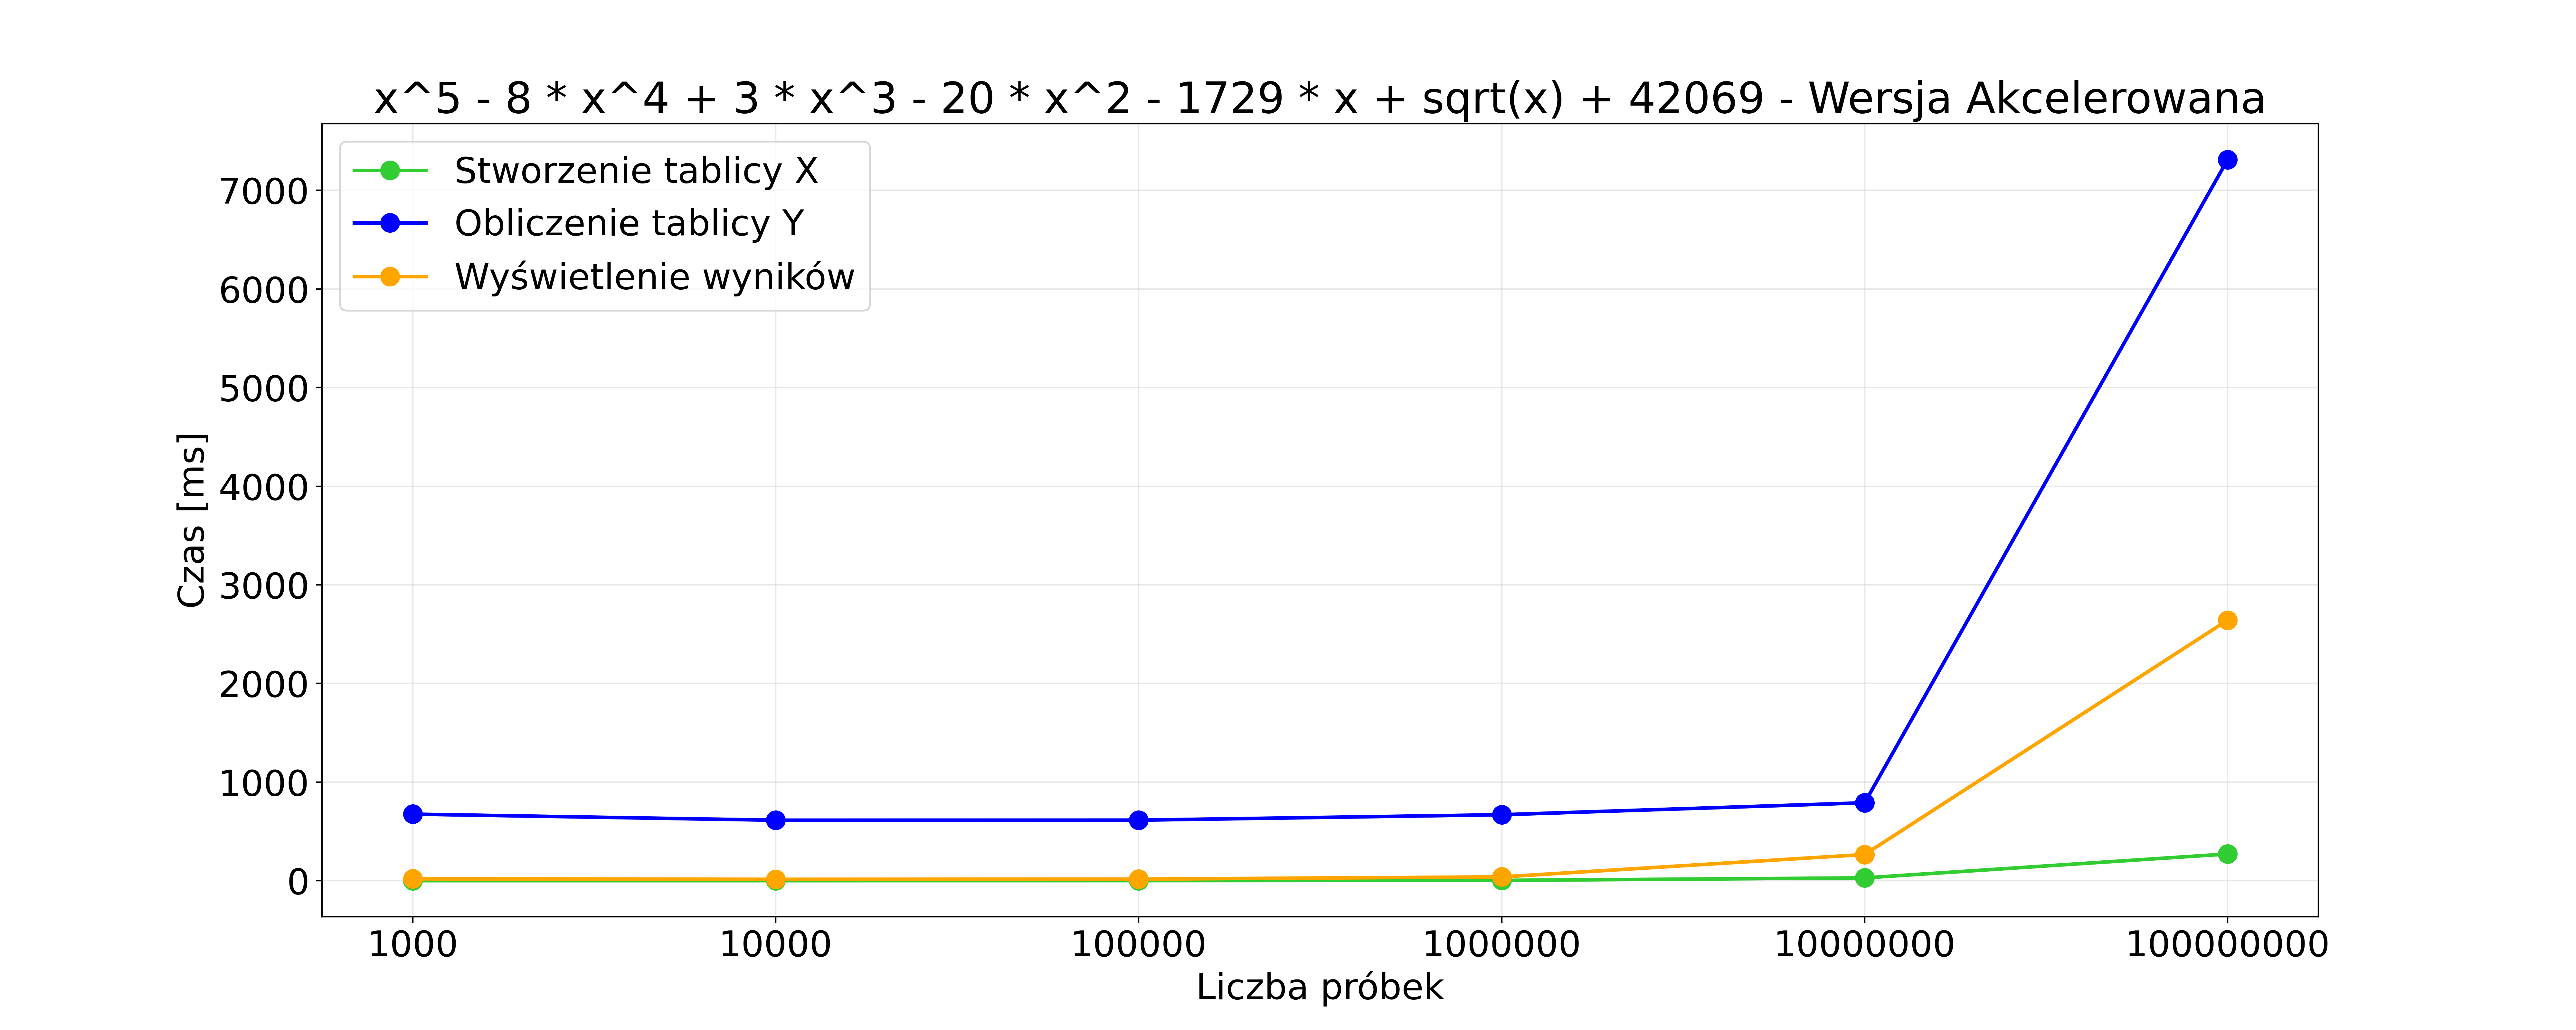 x^5 - 8 * x^4 + 3 * x^3 - 20 * x^2 - 1729 * x + sqrt(x) + 42069 - Wersja Akcelerowana
Stworzenie tablicy X
Obliczenie tablicy Y
Wyświetlenie wyników
7000
6000
5000
4000
3000
2000
1000
0
Czas [ms]
1000 10000 100000 1000000 10000000 100000000
Liczba próbek